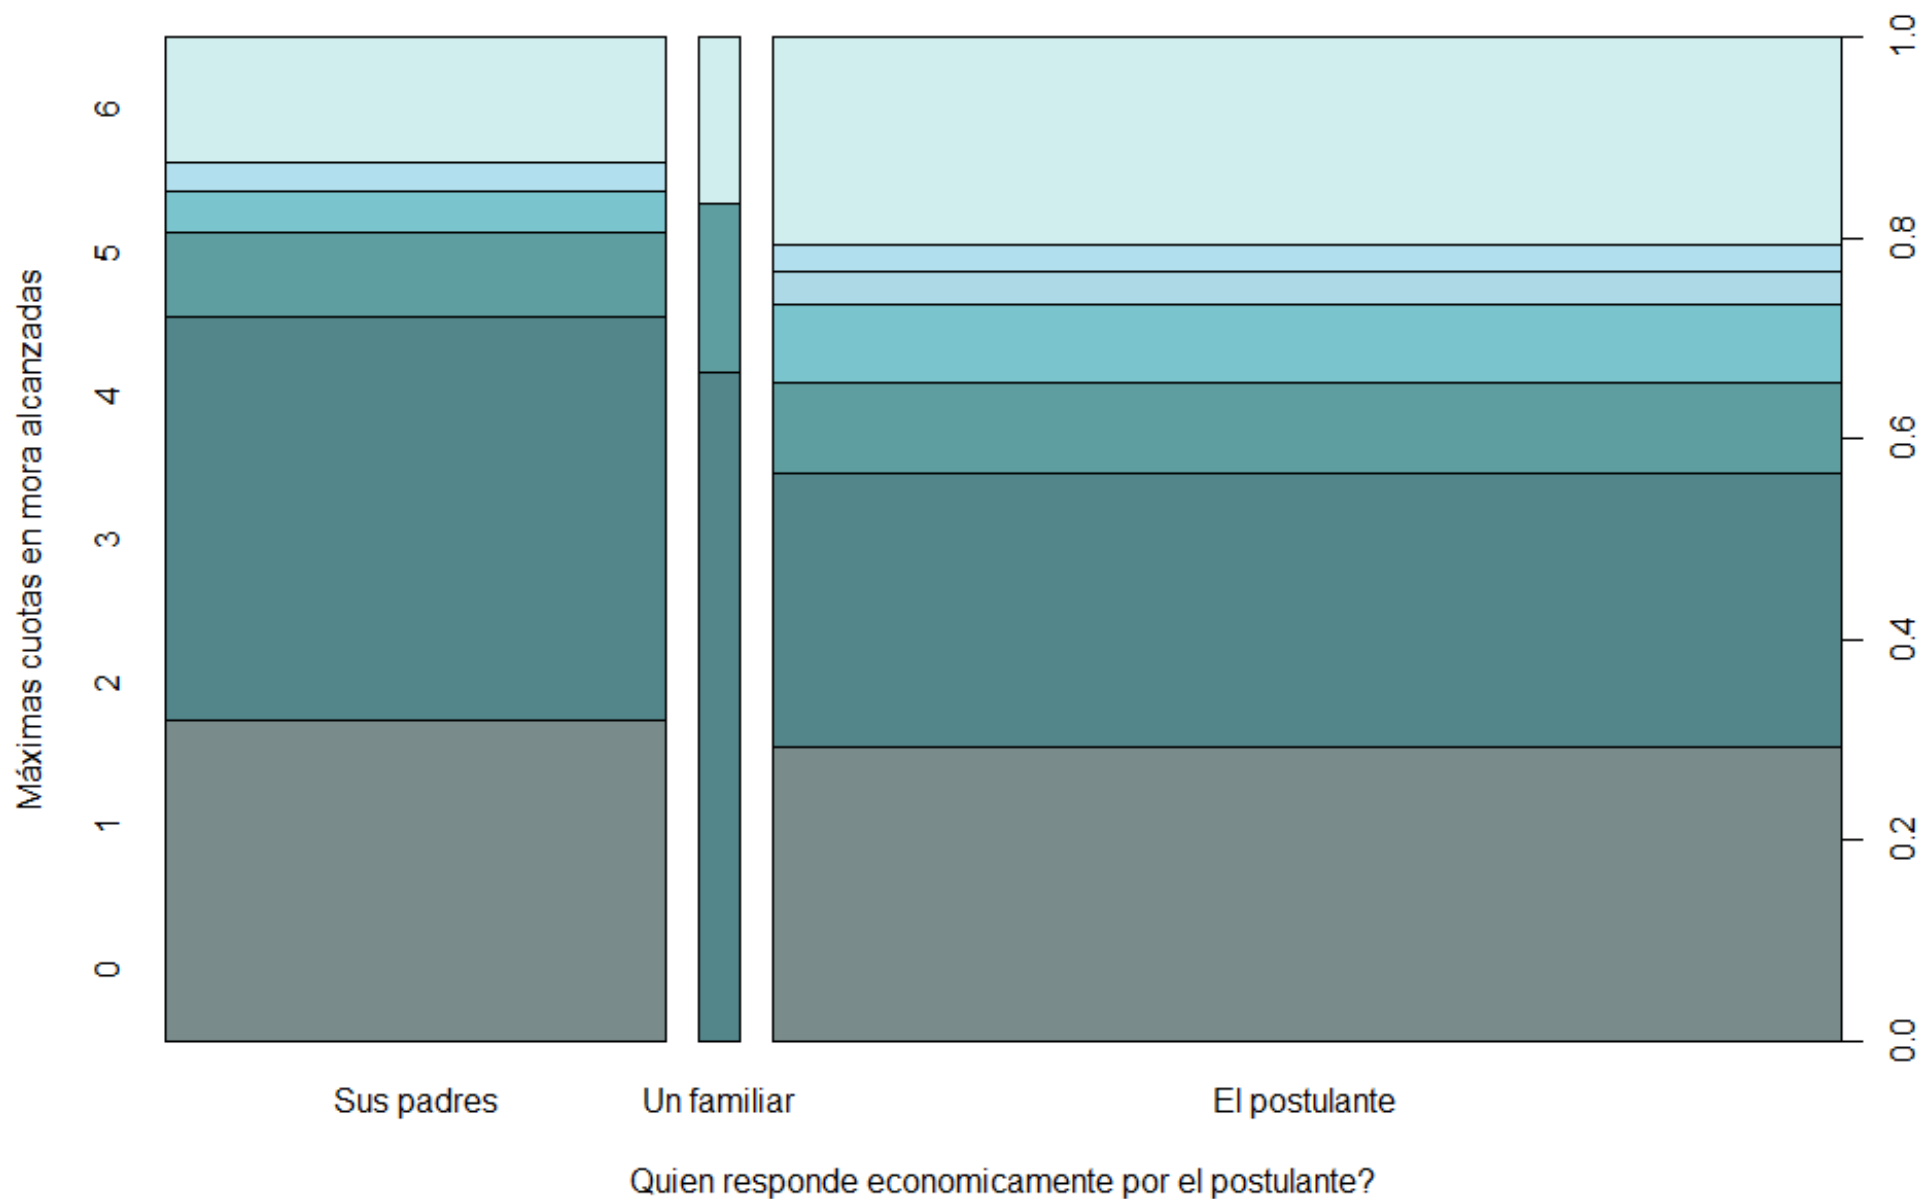 Máximas cuotas en mora alcanzadas
6
5
4
3
2
1
0
1.0
0.8
0.6
0.4
0.2
0.0
Sus padres
Un familiar
El postulante
Quien responde economicamente por el postulante?